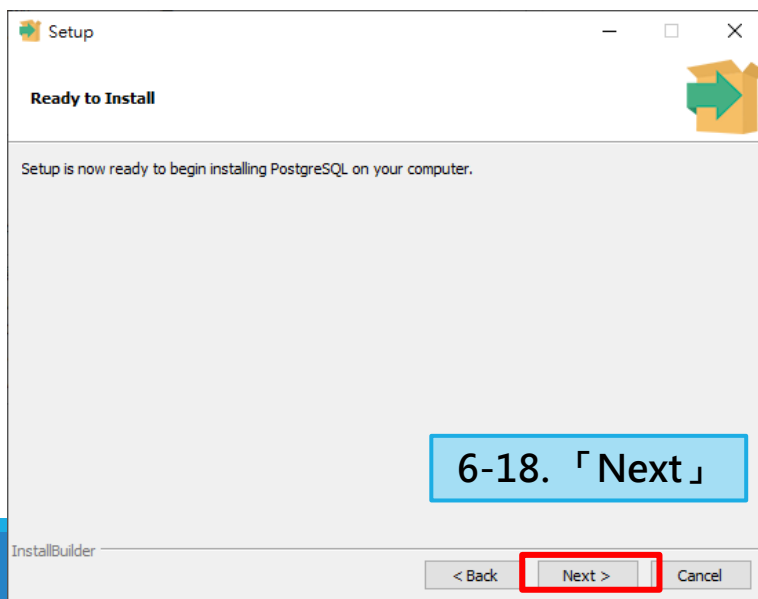 Setup
Ready to Install
Setup is now ready to begin installing PostgreSQL on your computer.
6-18.「Next」
InstallBuilder
< Back Next > Cancel